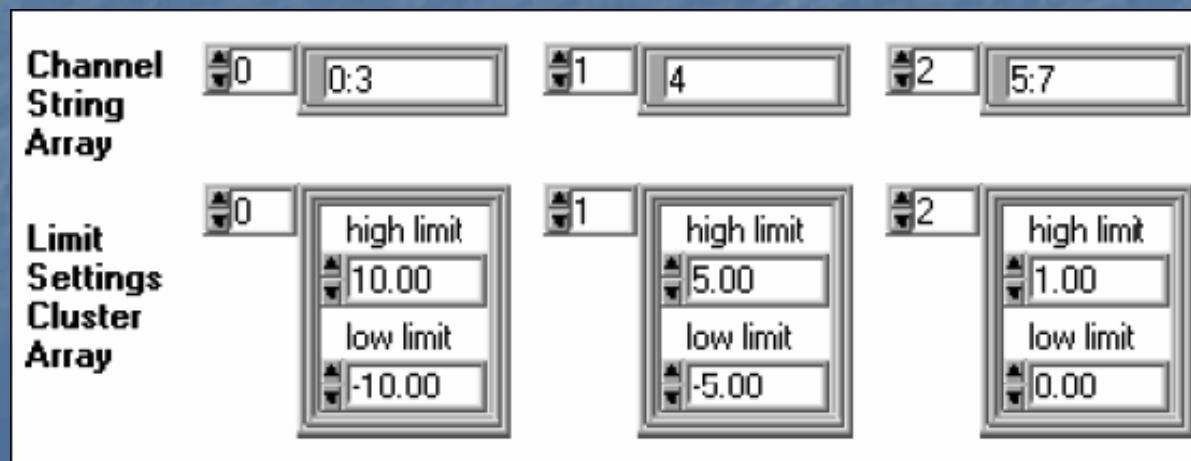 Channel
String
Array
0 0:3 1 4 2 5:7
Limit
Settings
Cluster
Array
0 1 2
high limit high limit high limit
10.00 5.00 1.00
low limit low limit low limit
-10.00 -5.00 0.00